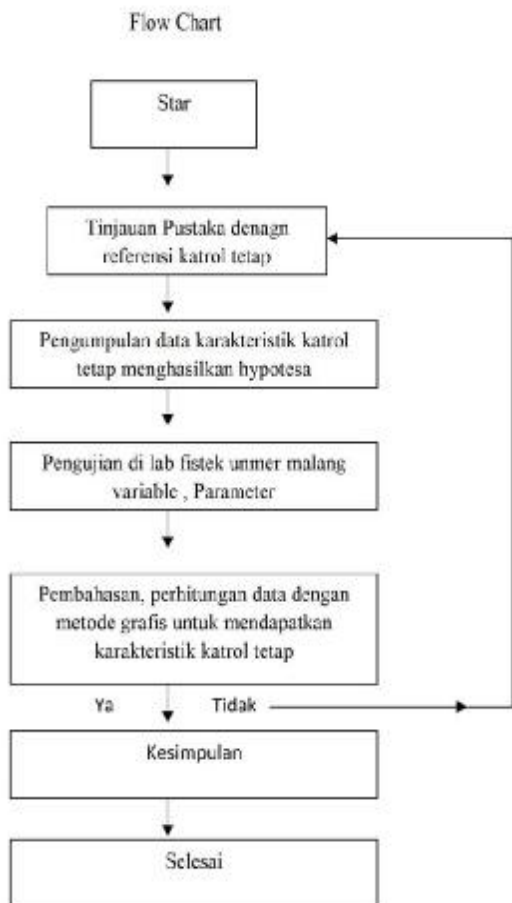 Flow Chart
Star
Tinjauan Pustaka denagn
referensi katrol tetap
Pengumpulan data karakteristik katrol
tetap menghasilkan hypotesa
Pengujian di lab fistek unmer malang
variable , Parameter
Pembahasan, perhitungan data dengan
metode grafis untuk mendapatkan
karakteristik katrol tetap
Ya Tidak
Kesimpulan
Selesai